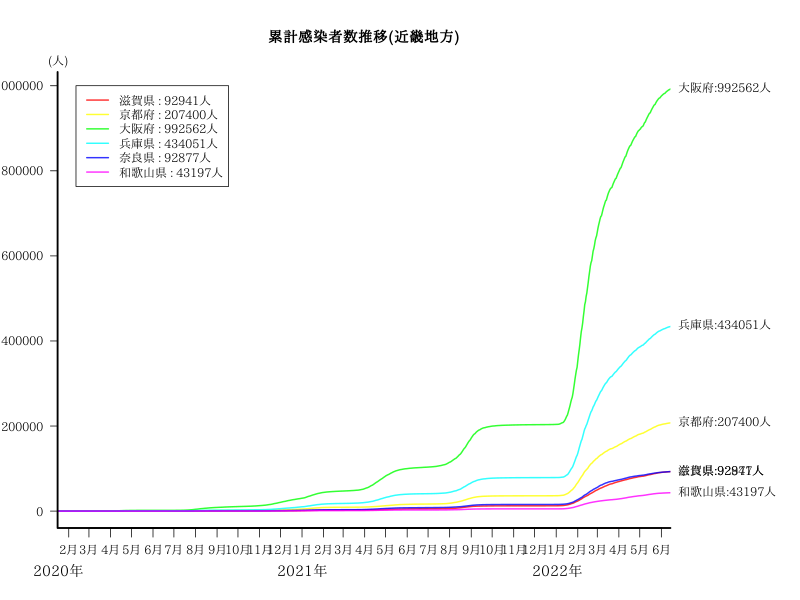 累計感染者数推移(近畿地方)
(人)
000000
800000
600000
400000
200000
0
滋賀県 : 92941人
京都府 : 207400人
大阪府 : 992562人
兵庫県 : 434051人
奈良県 : 92877人
和歌山県 : 43197人
大阪府:992562人
兵庫県:434051人
京都府:207400人
和歌山県:43197人
2月 3月 4月 5月 6月 7月 8月 9月 10月 11月 12月 1月 2月 3月 4月 5月 6月 7月 8月 9月 10月 11月 12月 1月 2月 3月 4月 5月 6月
2020年 2021年 2022年